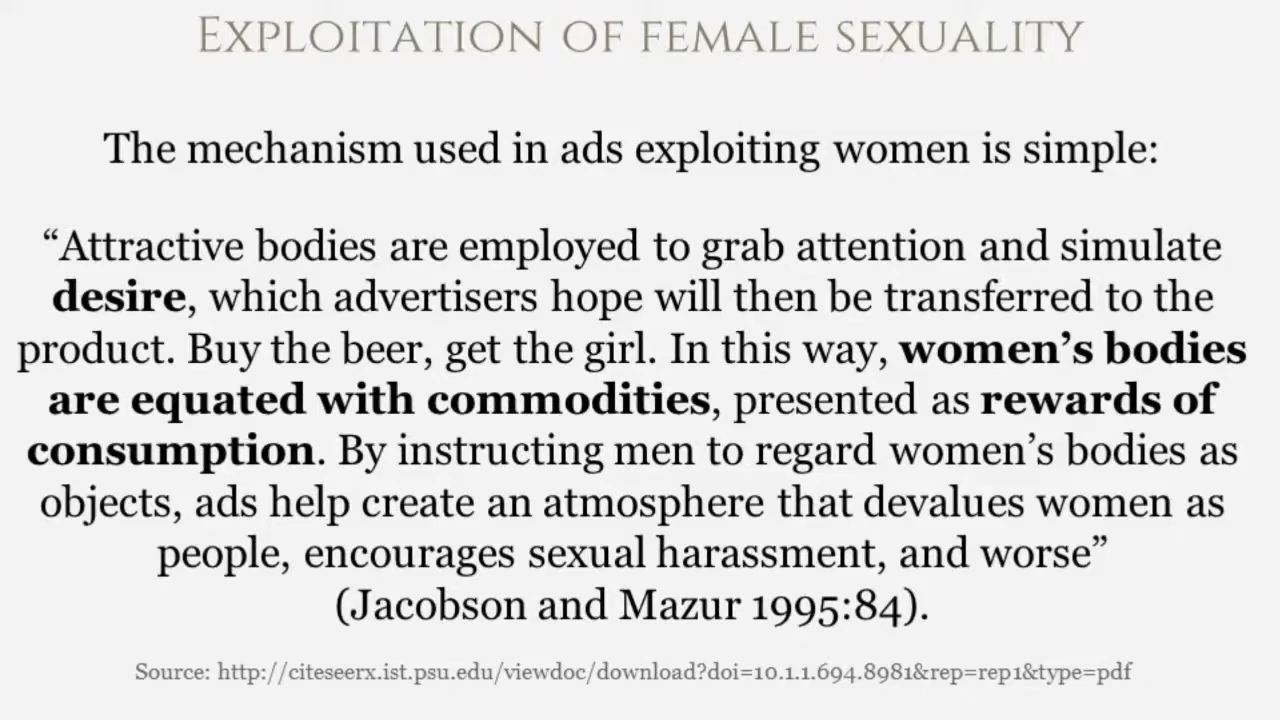 Exploitation of female sexuality
The mechanism used in ads exploiting women is simple:
“Attractive bodies are employed to grab attention and simulate
desire, which advertisers hope will then be transferred to the
product. Buy the beer, get the girl. In this way, women’s bodies
are equated with commodities, presented as rewards of
consumption. By instructing men to regard women’s bodies as
objects, ads help create an atmosphere that devalues women as
people, encourages sexual harassment, and worse”
(Jacobson and Mazur 1995:84).
Source: http://citeseerx.ist.psu.edu/viewdoc/download?doi=10.1.1.694.8981&rep=rep1&type=pdf